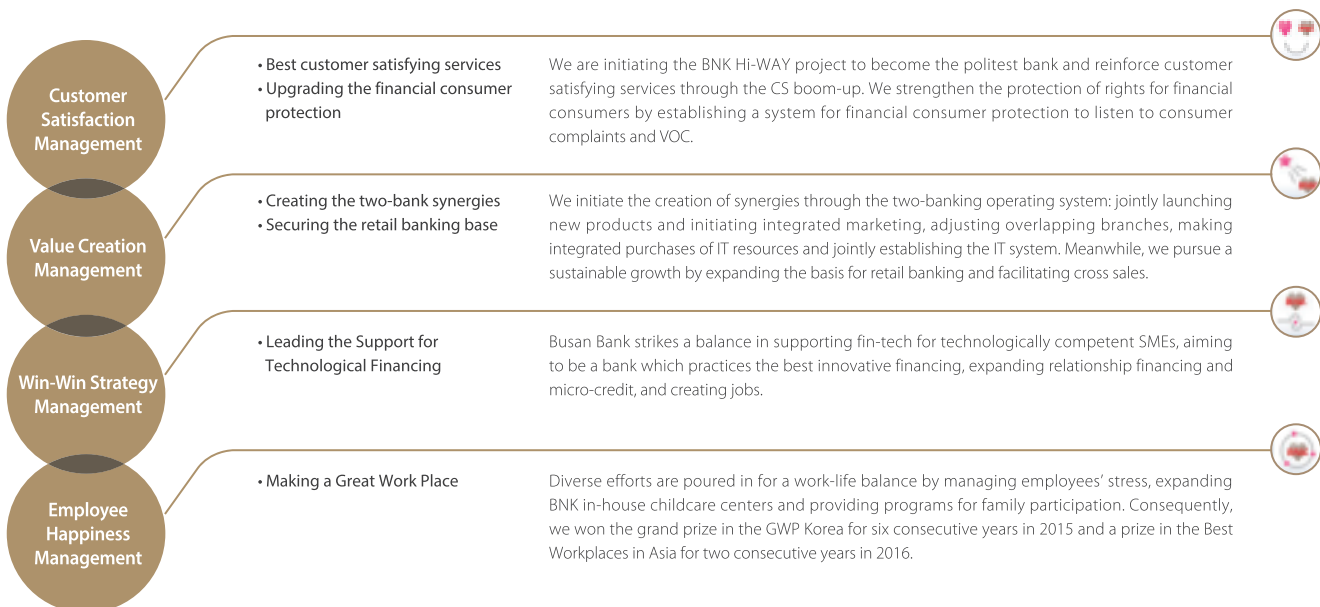 Customer
Satisfaction
Management
• Best customer satisfying services
• Upgrading the financial consumer
protection
We are initiating the BNK Hi-WAY project to become the politest bank and reinforce customer
satisfying services through the CS boom-up. We strengthen the protection of rights for financial
consumers by establishing a system for financial consumer protection to listen to consumer
complaints and VOC.
Value Creation
Management
• Creating the two-bank synergies
• Securing the retail banking base
We initiate the creation of synergies through the two-banking operating system: jointly launching
new products and initiating integrated marketing, adjusting overlapping branches, making
integrated purchases of IT resources and jointly establishing the IT system. Meanwhile, we pursue a
sustainable growth by expanding the basis for retail banking and facilitating cross sales.
Win-Win Strategy
Management
• Leading the Support for
Technological Financing
Busan Bank strikes a balance in supporting fin-tech for technologically competent SMEs, aiming
to be a bank which practices the best innovative financing, expanding relationship financing and
micro-credit, and creating jobs.
Employee
Happiness
Management
• Making a Great Work Place
Diverse efforts are poured in for a work-life balance by managing employees’ stress, expanding
BNK in-house childcare centers and providing programs for family participation. Consequently,
we won the grand prize in the GWP Korea for six consecutive years in 2015 and a prize in the Best
Workplaces in Asia for two consecutive years in 2016.